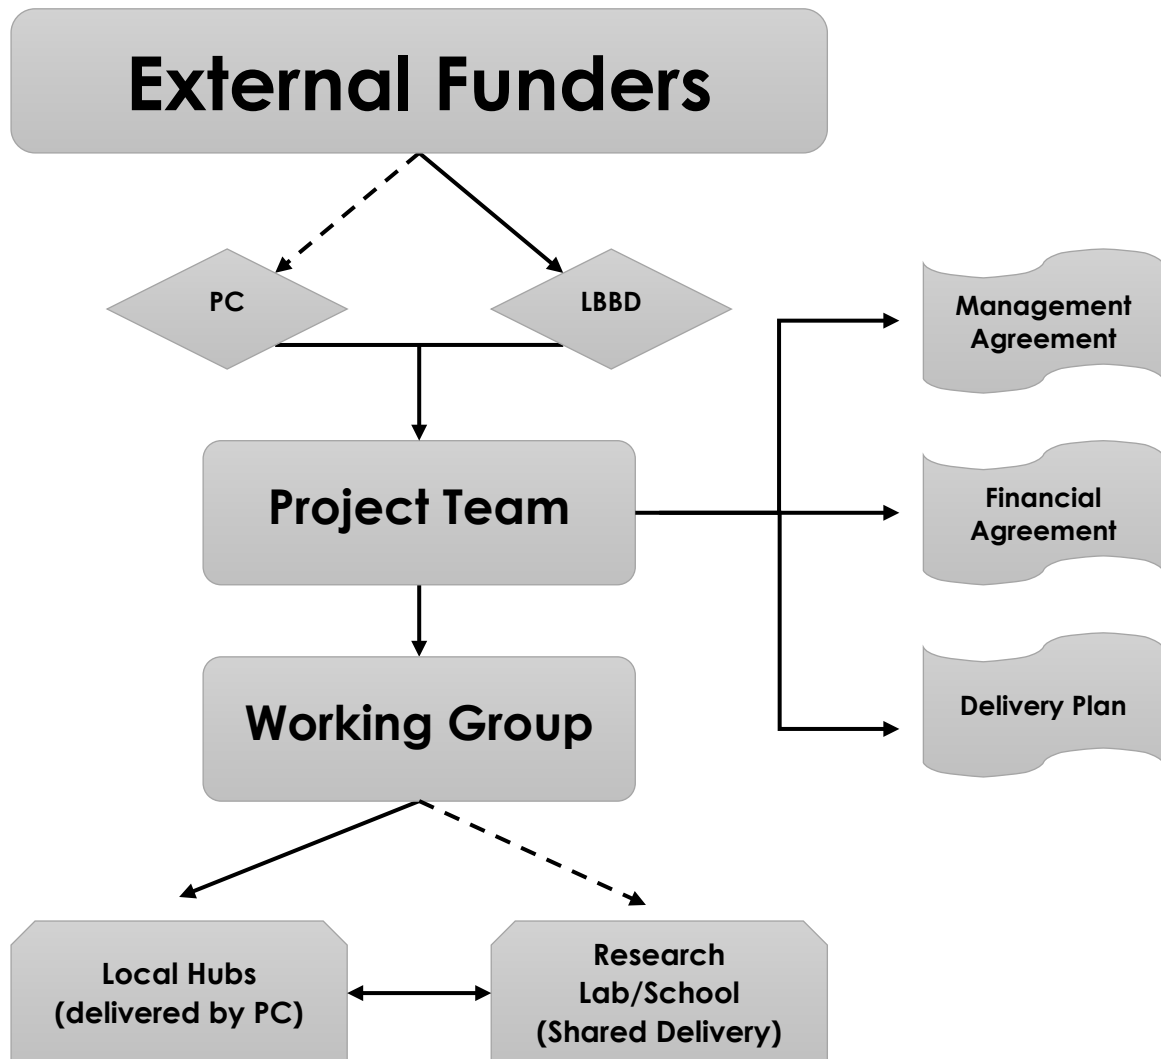 External Funders
PC
LBBD
Management
Agreement
Project Team
Financial
Agreement
Working Group
Delivery Plan
Local Hubs
(delivered by PC)
Research
Lab/School
(Shared Delivery)